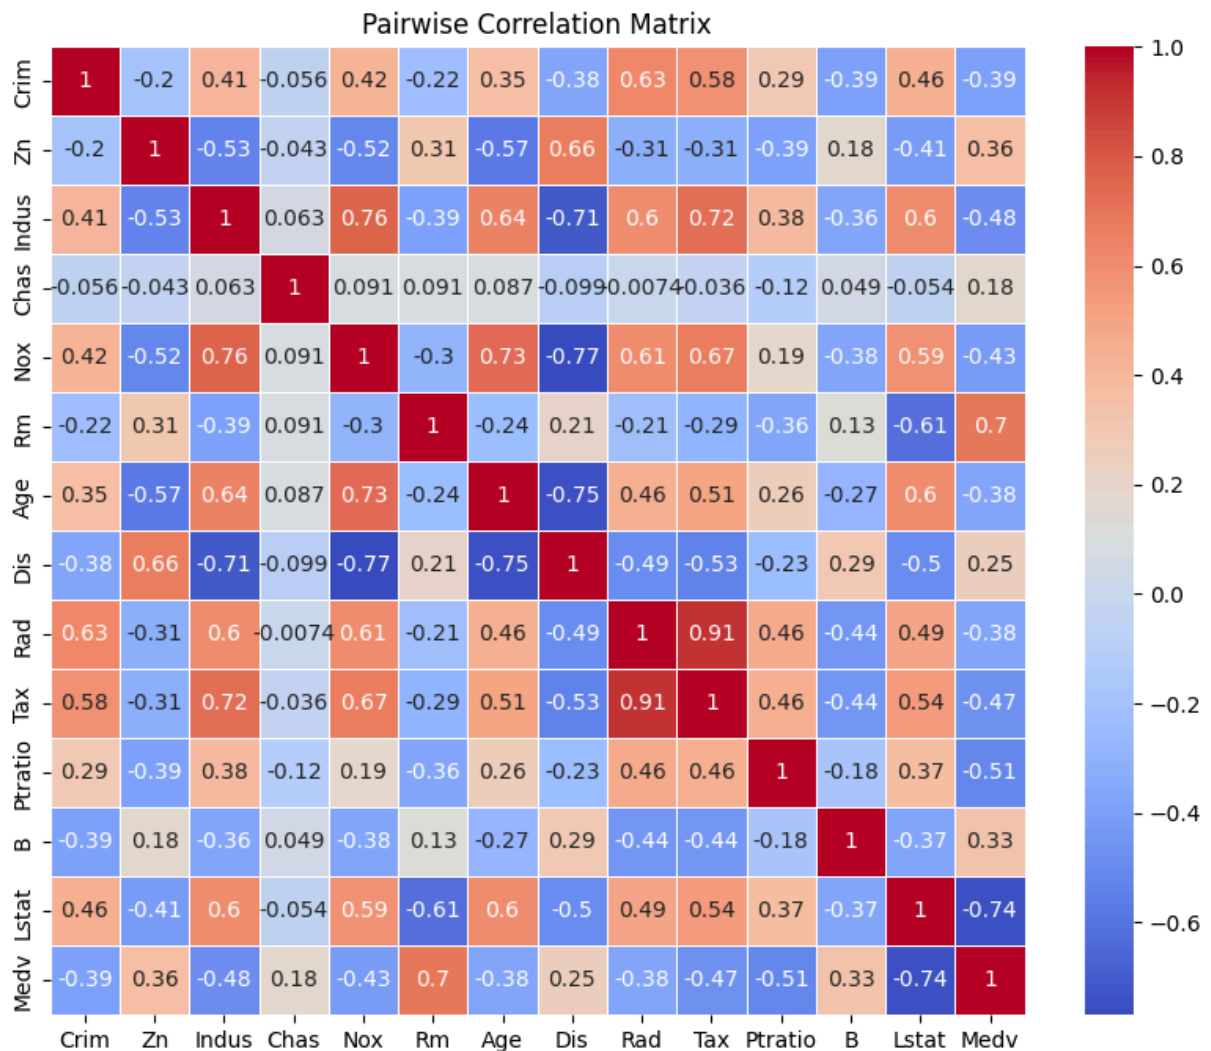 Pairwise Correlation Matrix
1.0
Crim 1 -0.2 0.41 -0.056 0.42 -0.22 0.35 -0.38 0.63 0.58 0.29 -0.39 0.46 -0.39
Zn -0.2 1 -0.53 -0.043 -0.52 0.31 -0.57 0.66 -0.31 -0.31 -0.39 0.18 -0.41 0.36
0.8
Indus 0.41 -0.53 1 0.063 0.76 -0.39 0.64 -0.71 0.6 0.72 0.38 -0.36 0.6 -0.48
0.6
Chas -0.056 -0.043 0.063 1 0.091 0.091 0.087 -0.099 -0.0074 -0.036 -0.12 0.049 -0.054 0.18
Nox 0.42 -0.52 0.76 0.091 1 -0.3 0.73 -0.77 0.61 0.67 0.19 -0.38 0.59 -0.43
0.4
Rm -0.22 0.31 -0.39 0.091 -0.3 1 -0.24 0.21 -0.21 -0.29 -0.36 0.13 -0.61 0.7
0.2
Age 0.35 -0.57 0.64 0.087 0.73 -0.24 1 -0.75 0.46 0.51 0.26 -0.27 0.6 -0.38
Dis -0.38 0.66 -0.71 -0.099 -0.77 0.21 -0.75 1 -0.49 -0.53 -0.23 0.29 -0.5 0.25
0.0
Rad 0.63 -0.31 0.6 -0.0074 0.61 -0.21 0.46 -0.49 1 0.91 0.46 -0.44 0.49 -0.38
Tax 0.58 -0.31 0.72 -0.036 0.67 -0.29 0.51 -0.53 0.91 1 0.46 -0.44 0.54 -0.47
−0.2
Ptratio 0.29 -0.39 0.38 -0.12 0.19 -0.36 0.26 -0.23 0.46 0.46 1 -0.18 0.37 -0.51
−0.4
B -0.39 0.18 -0.36 0.049 -0.38 0.13 -0.27 0.29 -0.44 -0.44 -0.18 1 -0.37 0.33
Lstat 0.46 -0.41 0.6 -0.054 0.59 -0.61 0.6 -0.5 0.49 0.54 0.37 -0.37 1 -0.74
−0.6
Medv -0.39 0.36 -0.48 0.18 -0.43 0.7 -0.38 0.25 -0.38 -0.47 -0.51 0.33 -0.74 1
Crim Zn Indus Chas Nox Rm Age Dis Rad Tax Ptratio B Lstat Medv